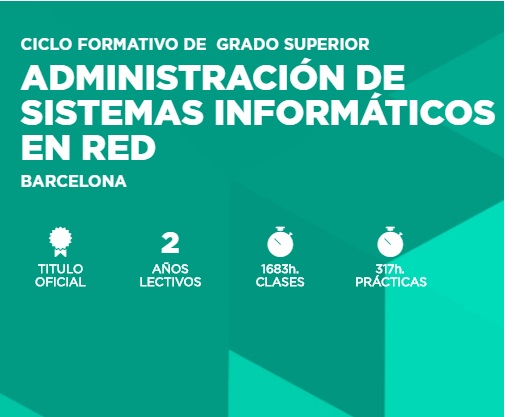 CICLO FORMATIVO DE GRADO SUPERIOR
ADMINISTRACIÓN DE
SISTEMAS INFORMÁTICOS
EN RED
BARCELONA
TITULO
OFICIAL
2
AÑOS
LECTIVOS
1683h.
CLASES
317h.
PRÁCTICAS